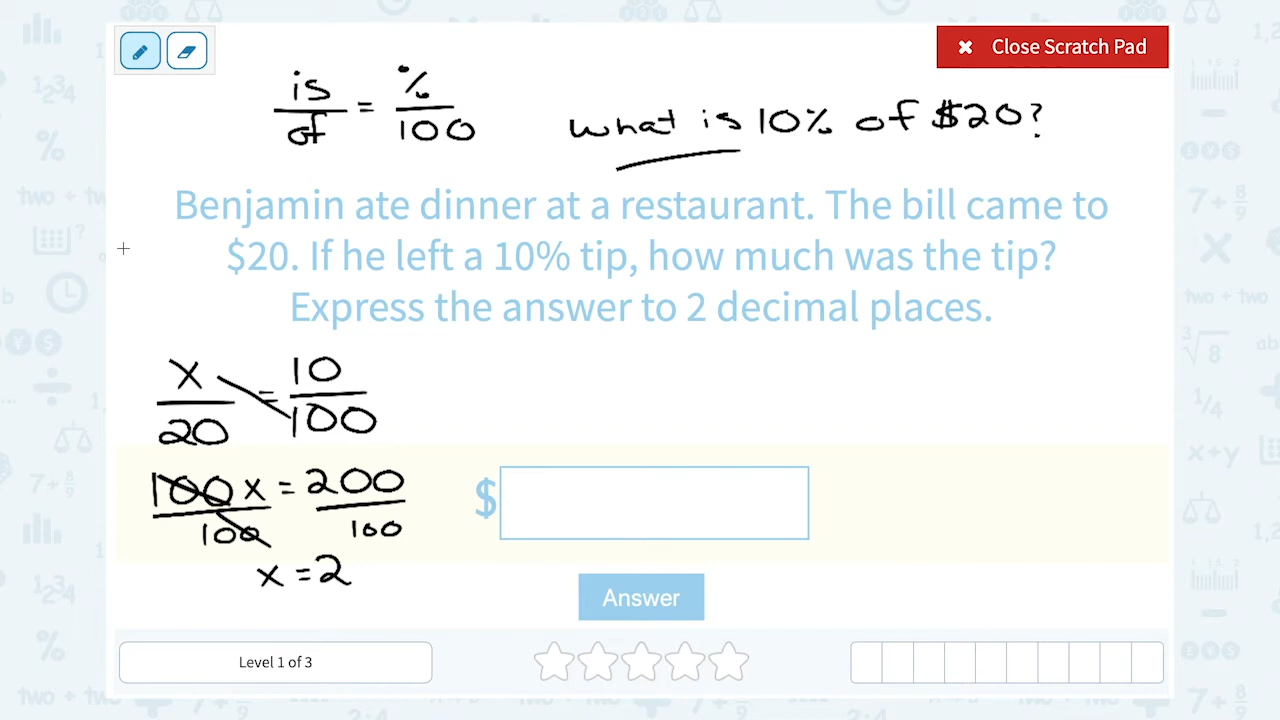 Close Scratch Pad
is/of = %/100
what is 10% of $20?
Benjamin ate dinner at a restaurant. The bill came to
$20. If he left a 10% tip, how much was the tip?
Express the answer to 2 decimal places.
x/20 = 10/100
100x/100 = 200/100
x = 2
$
Answer
Level 1 of 3